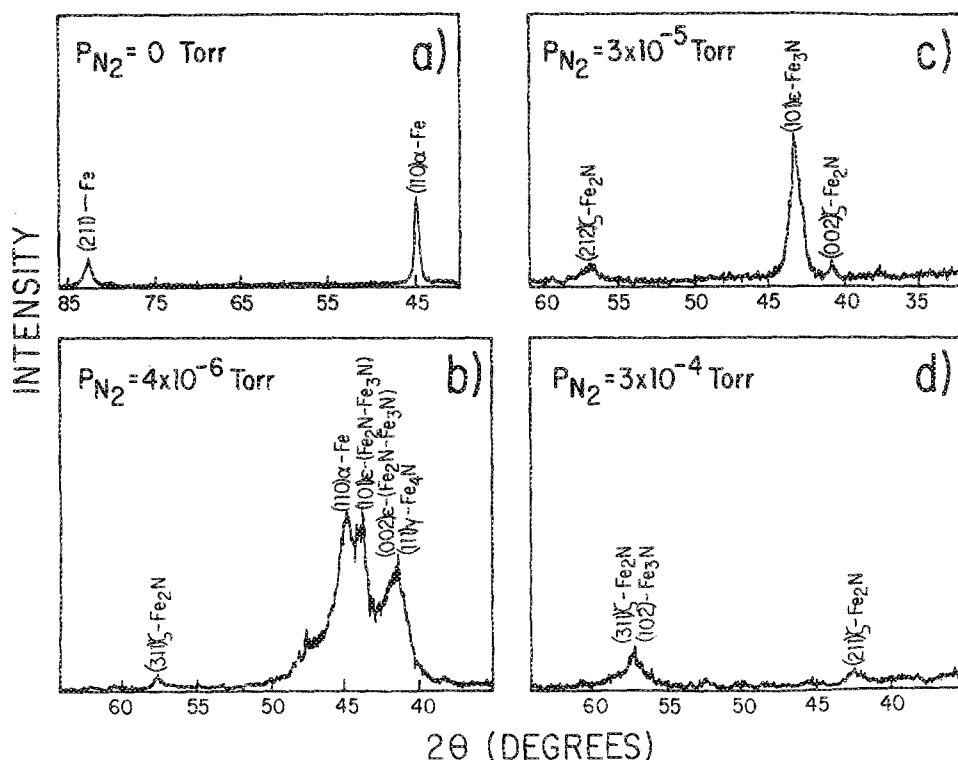 INTENSITY
P_N2 = 0 Torr
a)
(211)—Fe
(110)α-Fe
85 75 65 55 45
P_N2 = 3x10^-5 Torr
c)
(212)ζ-Fe2N
(101)ε-Fe3N
(002)ζ-Fe2N
60 55 50 45 40 35
P_N2 = 4x10^-6 Torr
b)
(311)ζ-Fe2N
(110)α-Fe
(101)ε-(Fe2N-Fe3N)
(002)ε-(Fe2N-Fe3N)
(111)γ-Fe4N
60 50 45 40
P_N2 = 3x10^-4 Torr
d)
(311)ζ-Fe2N
(102)-Fe3N
(211)ζ-Fe2N
60 55 50 45 40
2θ (DEGREES)